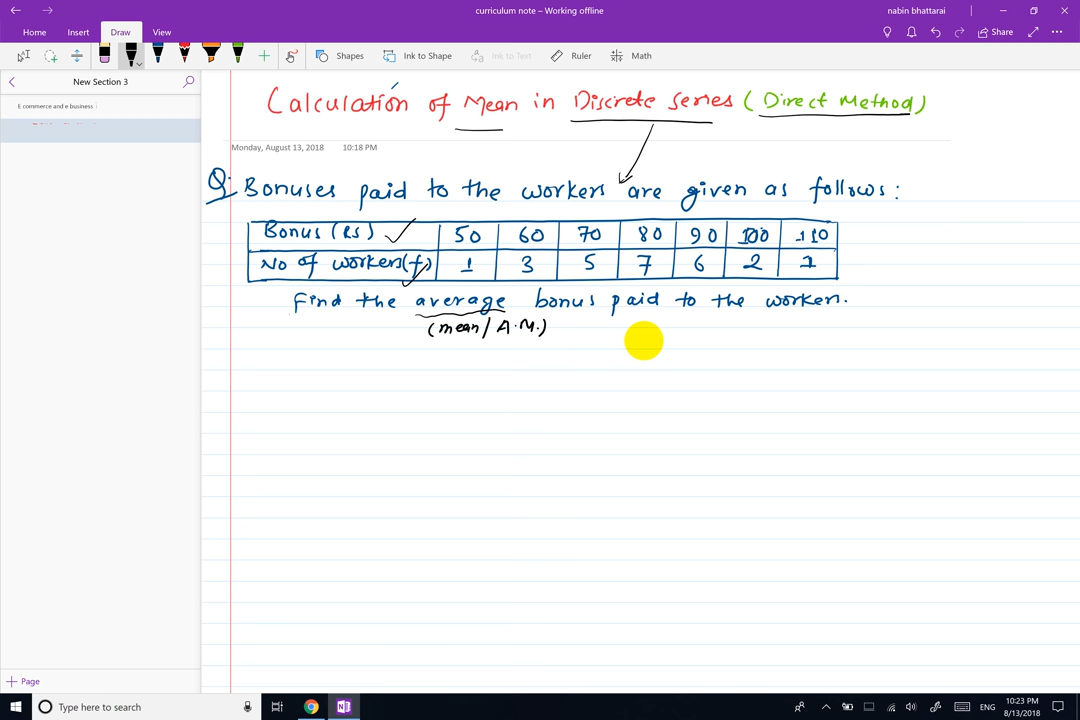 curriculum note – Working offline
nabin bhattarai
Home Insert Draw View
Share
Shapes Ink to Shape Ink to Text Ruler Math
New Section 3
E commerce and e business
Calculation of Mean in Discrete Series (Direct Method)
Monday, August 13, 2018 10:18 PM
Q. Bonuses paid to the workers are given as follows:
Bonus (Rs) 50 60 70 80 90 100 110
No of workers (f) 1 3 5 7 6 2 1
Find the average bonus paid to the worker.
(mean / A.M.)
Page
Type here to search
ENG
10:23 PM
8/13/2018